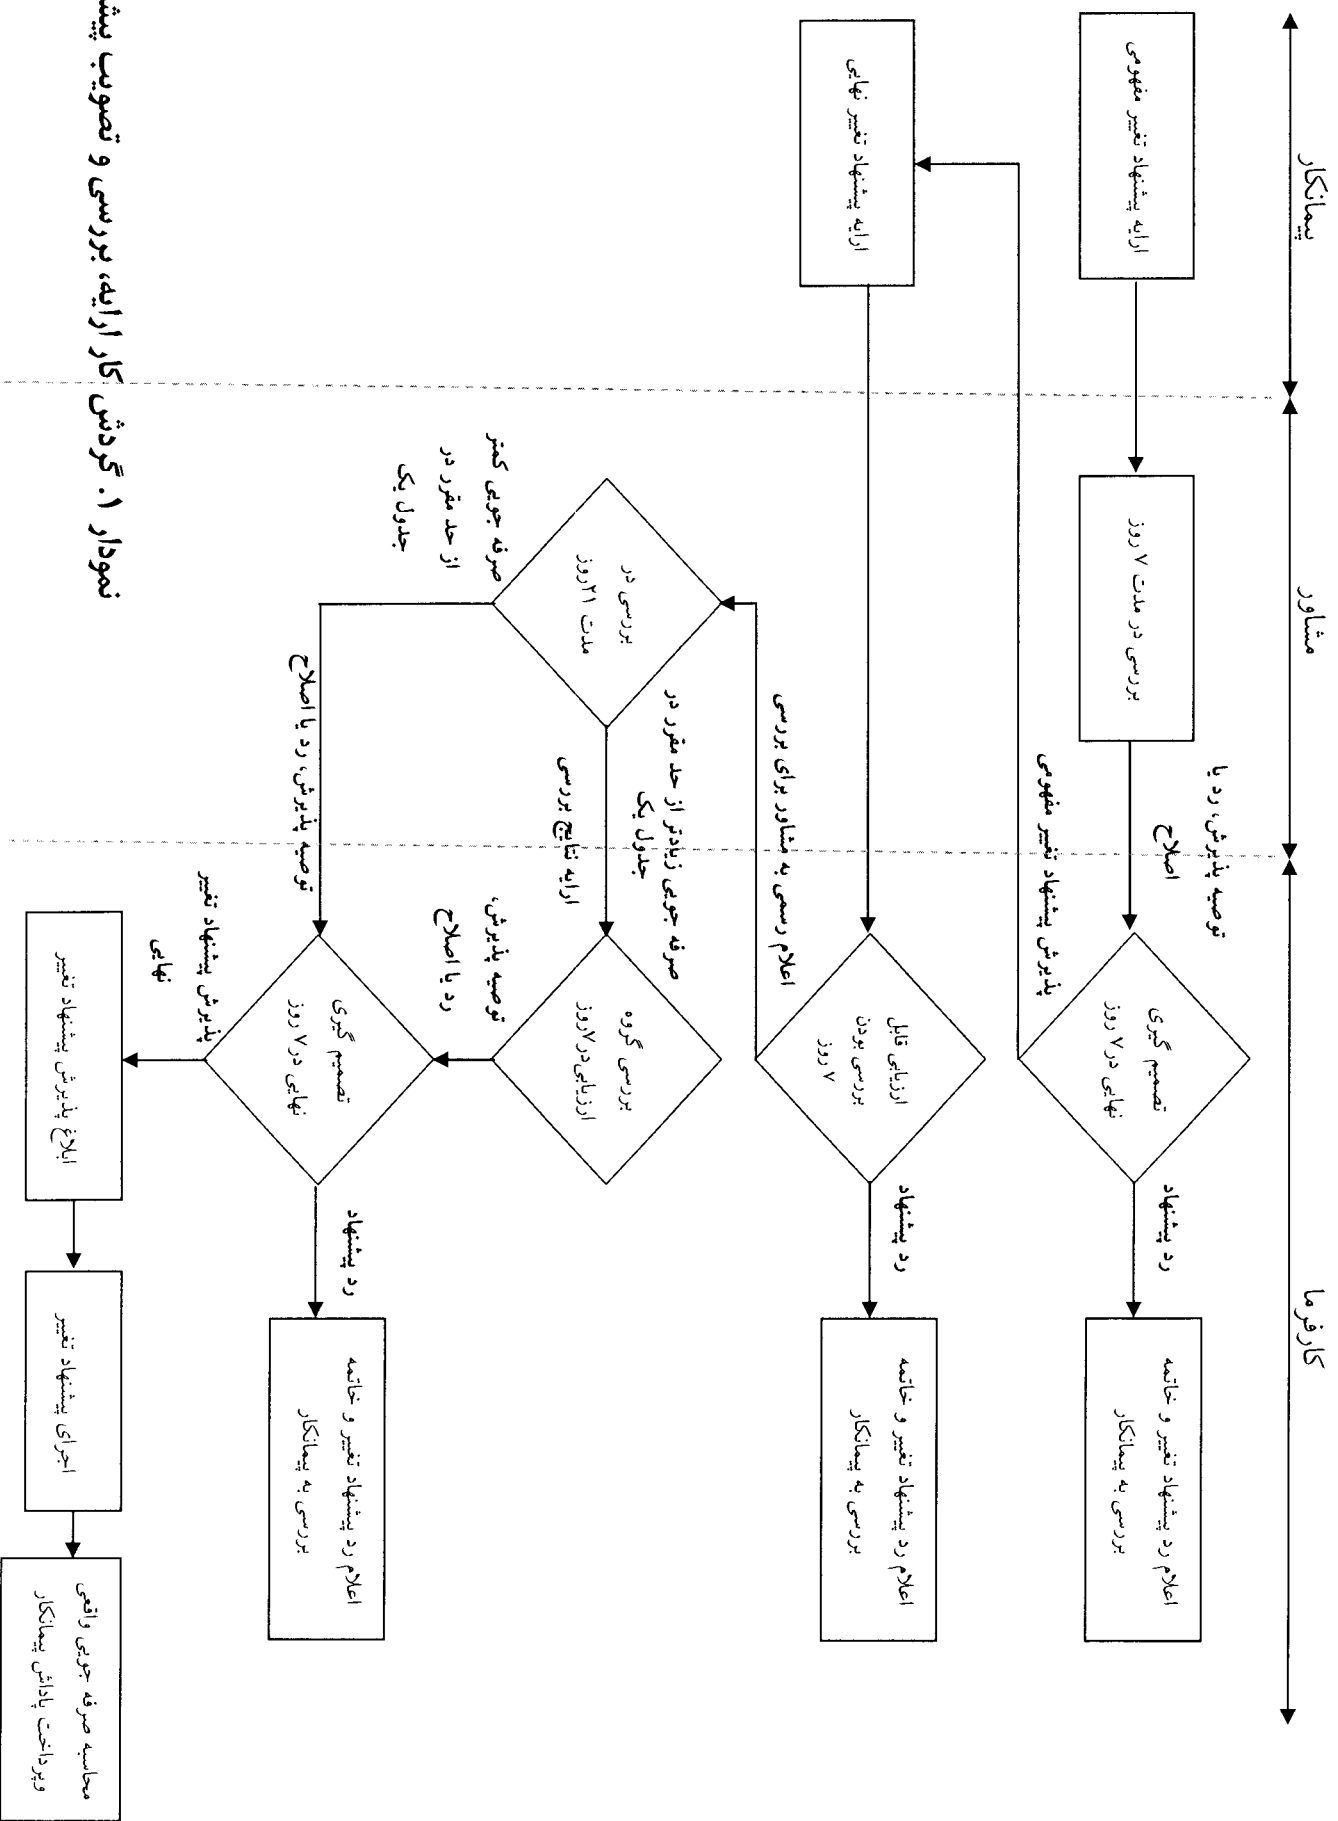 پیمانکار
مشاور
کارفرما
ارایه پیشنهاد تغییر مفهومی
بررسی در مدت ۷ روز
توصیه پذیرش، رد یا
اصلاح
تصمیم گیری
نهایی در ۷ روز
رد پیشنهاد
اعلام رد پیشنهاد تغییر و خاتمه
بررسی به پیمانکار
پذیرش پیشنهاد تغییر مفهومی
ارایه پیشنهاد تغییر نهایی
ارزیابی قابل
بررسی بودن
۷ روز
رد پیشنهاد
اعلام رد پیشنهاد تغییر و خاتمه
بررسی به پیمانکار
اعلام رسمی به مشاور برای بررسی
بررسی در
مدت ۲۱روز
صرفه جویی زیادتر از حد مقرر در
جدول یک
ارایه نتایج بررسی
بررسی گروه
ارزیابی در ۷روز
صرفه جویی کمتر
از حد مقرر در
جدول یک
توصیه پذیرش،
رد یا اصلاح
توصیه پذیرش، رد یا اصلاح
تصمیم گیری
نهایی در ۷ روز
رد پیشنهاد
اعلام رد پیشنهاد تغییر و خاتمه
بررسی به پیمانکار
پذیرش پیشنهاد تغییر
نهایی
ابلاغ پذیرش پیشنهاد تغییر
اجرای پیشنهاد تغییر
محاسبه صرفه جویی واقعی
وپرداخت پاداش پیمانکار
نمودار ۱. گردش کار ارایه، بررسی و تصویب